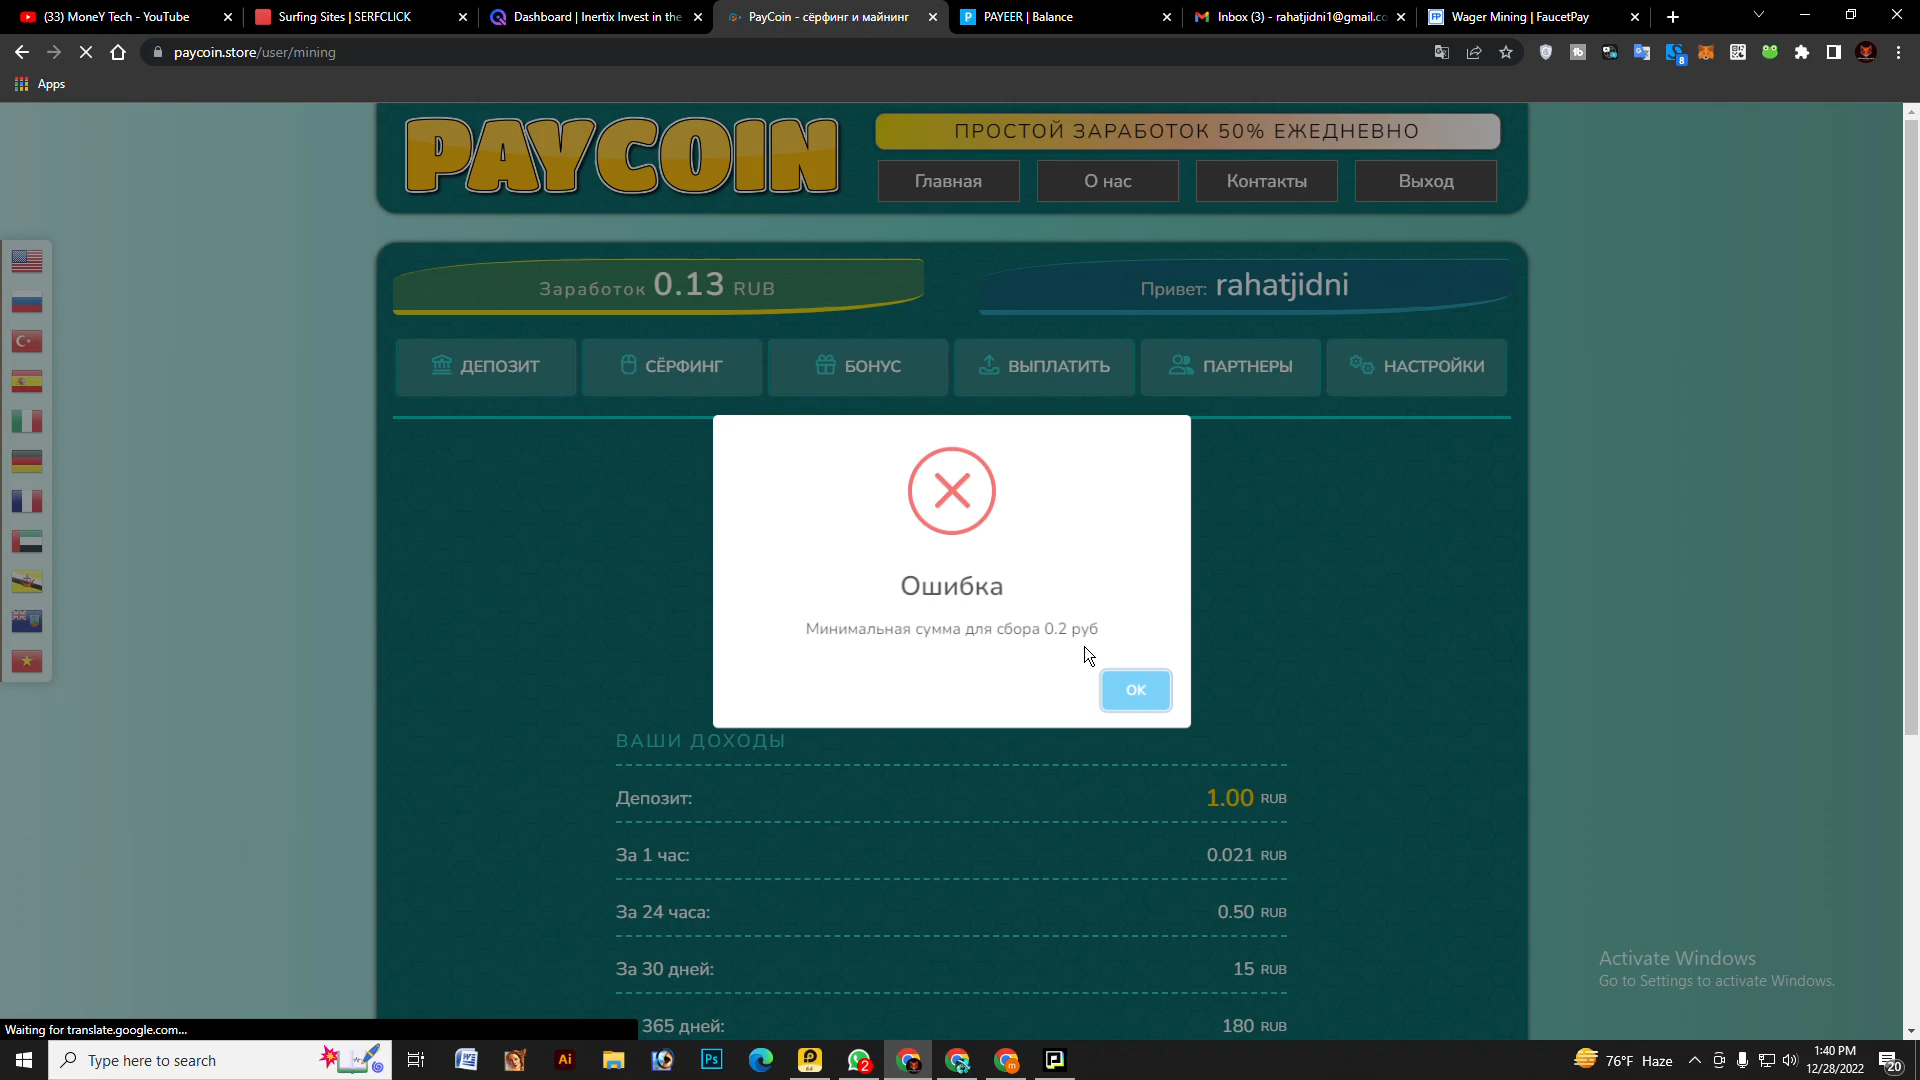 (33) MoneY Tech - YouTube
Surfing Sites | SERFCLICK
Dashboard | Inertix Invest in the
PayCoin - сёрфинг и майнинг
PAYEER | Balance
Inbox (3) - rahatjidni1@gmail.co
Wager Mining | FaucetPay
paycoin.store/user/mining
Apps
PAYCOIN
ПРОСТОЙ ЗАРАБОТОК 50% ЕЖЕДНЕВНО
Главная
О нас
Контакты
Выход
Заработок 0.13 RUB
Привет: rahatjidni
ДЕПОЗИТ
СЁРФИНГ
БОНУС
ВЫПЛАТИТЬ
ПАРТНЕРЫ
НАСТРОЙКИ
Ошибка
Минимальная сумма для сбора 0.2 руб
OK
ВАШИ ДОХОДЫ
Депозит: 1.00 RUB
За 1 час: 0.021 RUB
За 24 часа: 0.50 RUB
За 30 дней: 15 RUB
365 дней: 180 RUB
Activate Windows
Go to Settings to activate Windows.
Waiting for translate.google.com...
Type here to search
76°F Haze
1:40 PM
12/28/2022
20